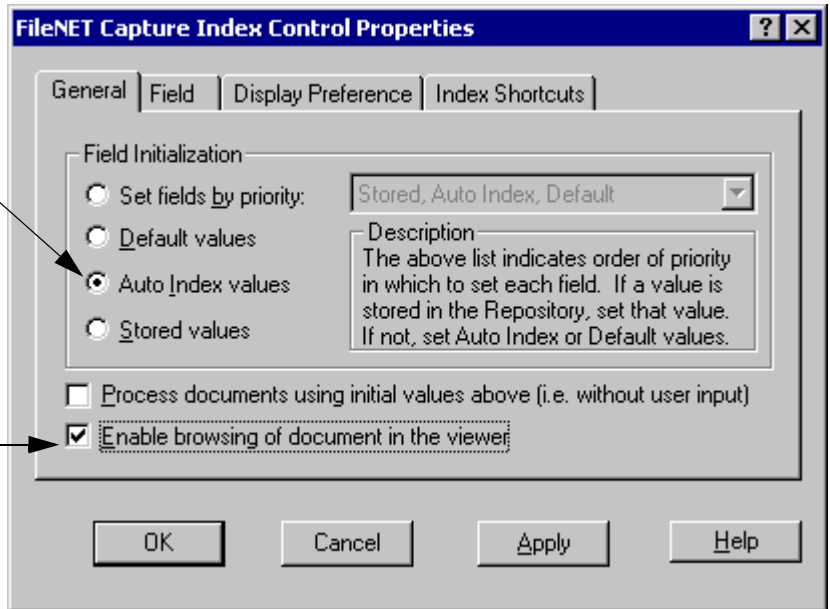 FileNET Capture Index Control Properties
General
Field
Display Preference
Index Shortcuts
Field Initialization
Set fields by priority:
Stored, Auto Index, Default
Default values
Auto Index values
Stored values
Description
The above list indicates order of priority
in which to set each field. If a value is
stored in the Repository, set that value.
If not, set Auto Index or Default values.
Process documents using initial values above (i.e. without user input)
Enable browsing of document in the viewer
OK
Cancel
Apply
Help